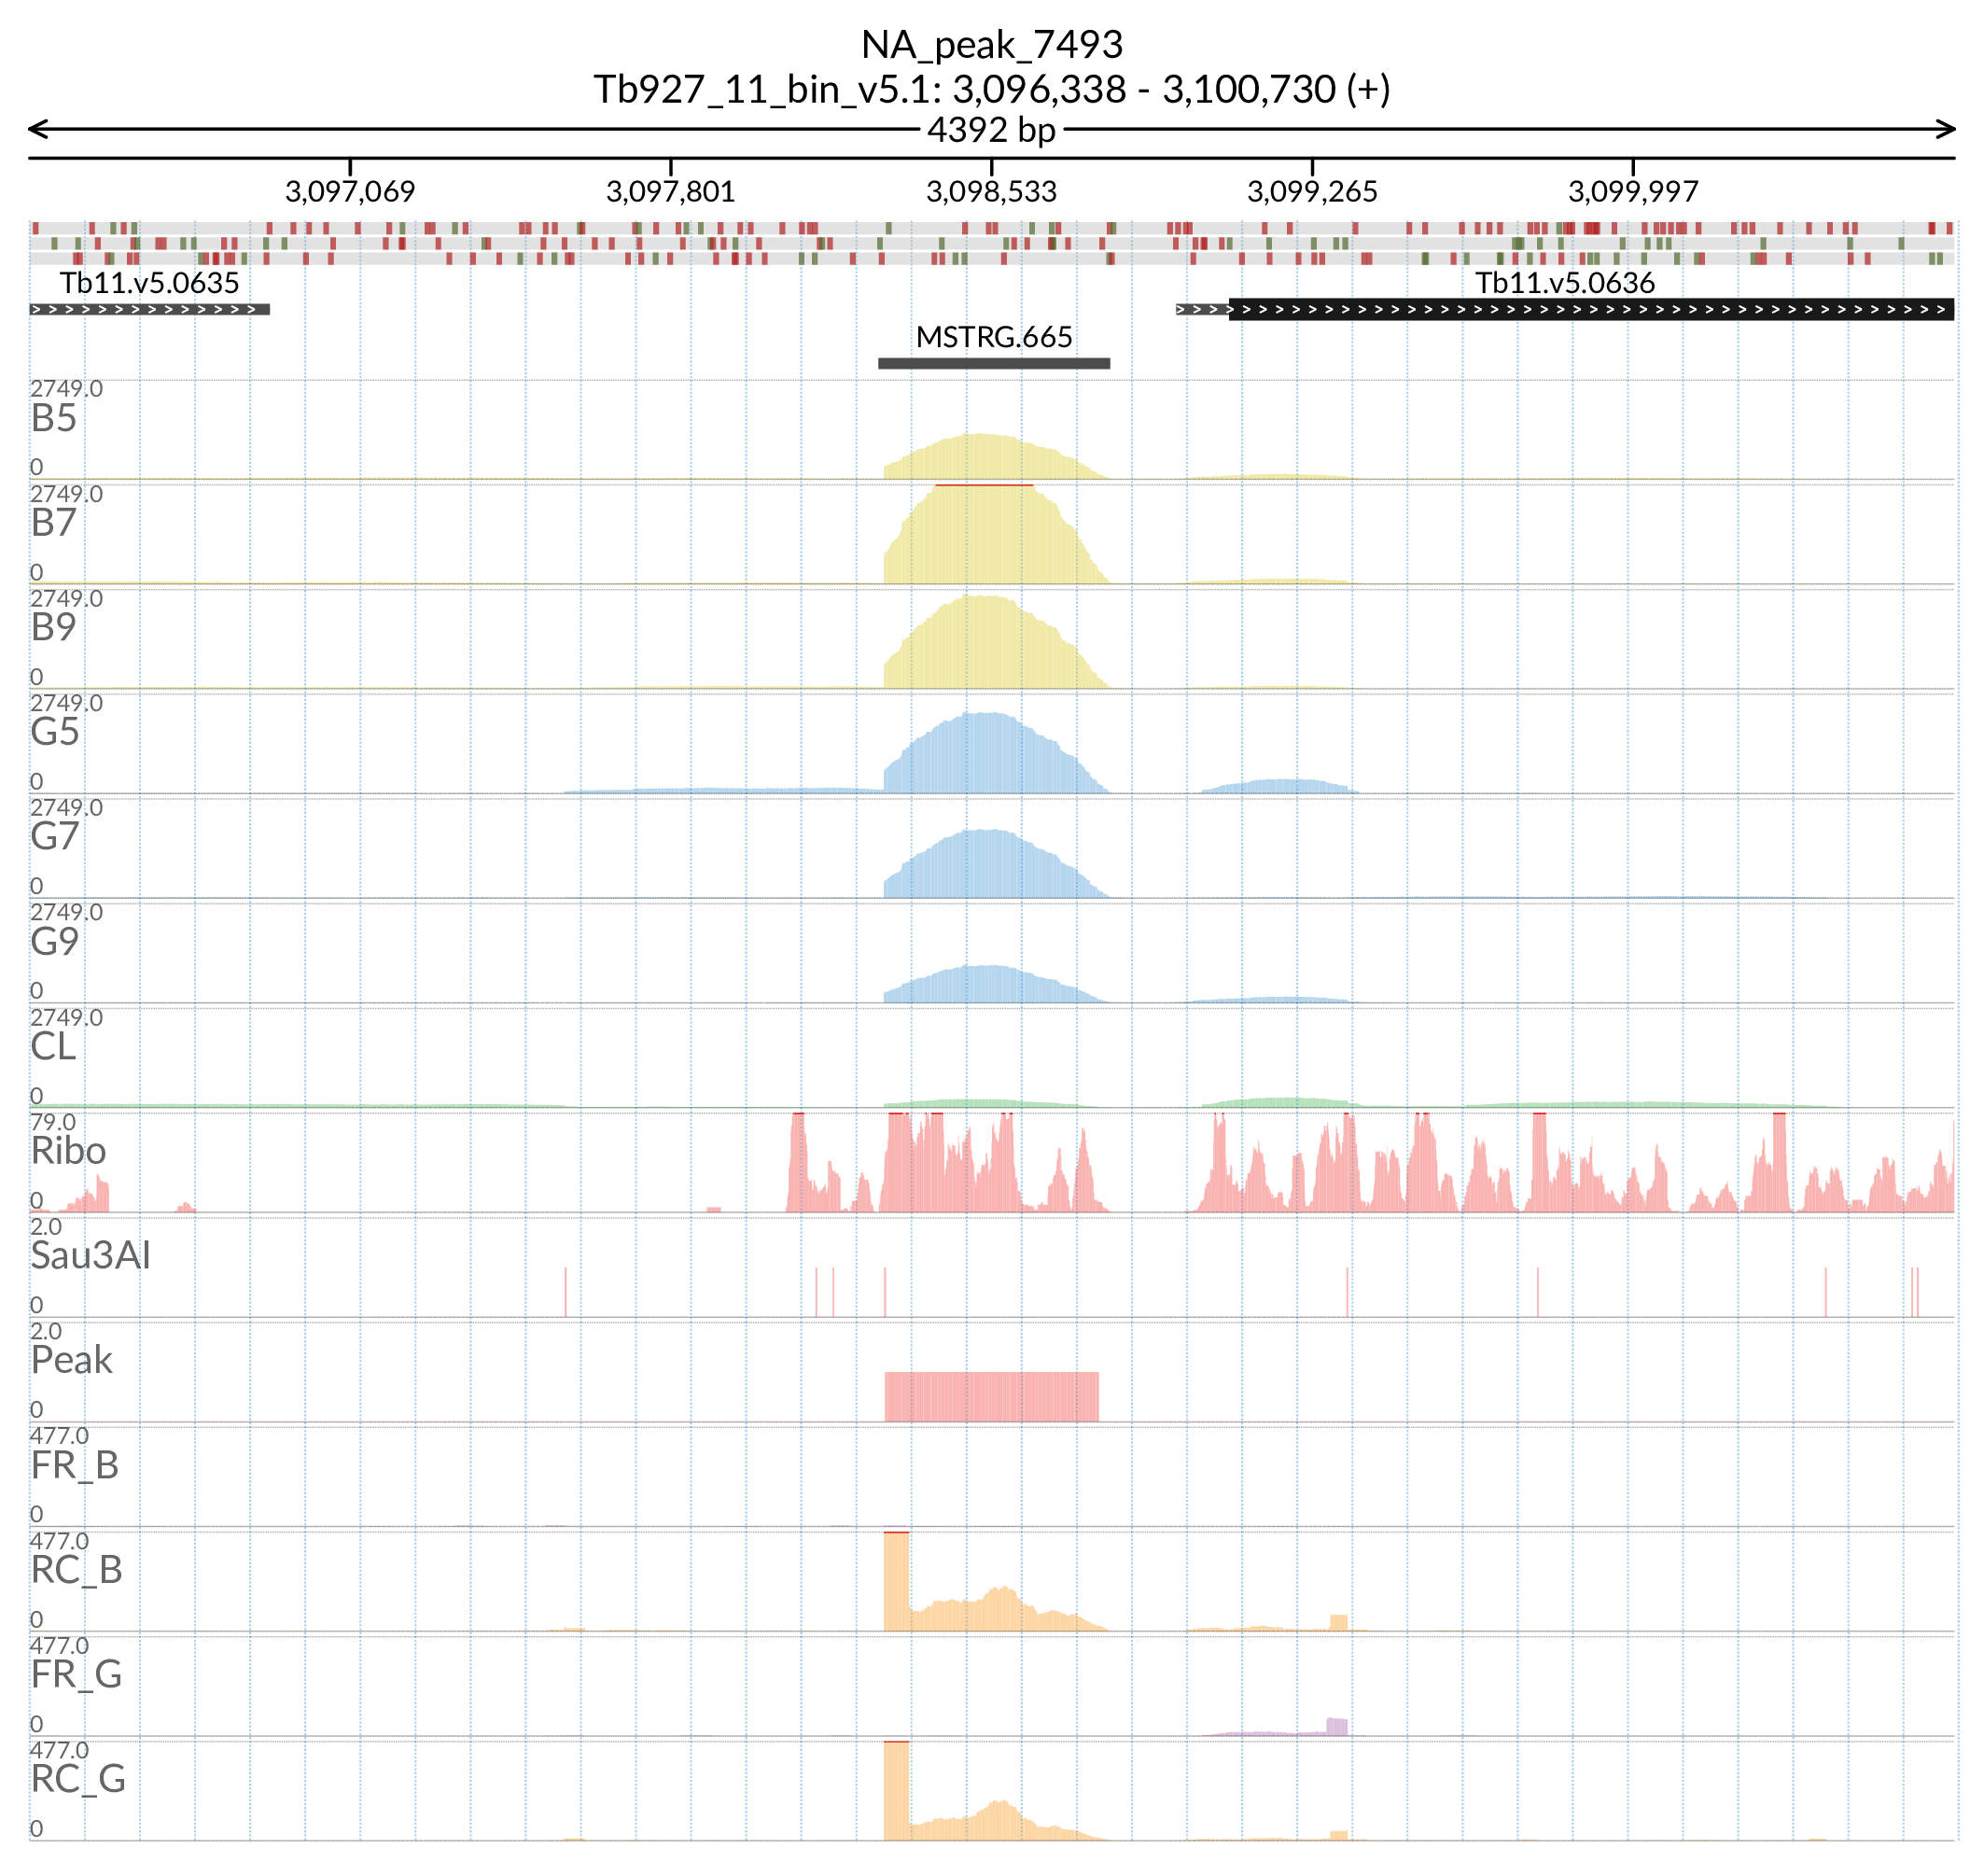 NA_peak_7493
Tb927_11_bin_v5.1: 3,096,338 - 3,100,730 (+)
4392 bp
3,097,069 3,097,801 3,098,533 3,099,265 3,099,997
Tb11.v5.0635 Tb11.v5.0636
MSTRG.665
2749.0
B5
0
2749.0
B7
0
2749.0
B9
0
2749.0
G5
0
2749.0
G7
0
2749.0
G9
0
2749.0
CL
0
79.0
Ribo
0
2.0
Sau3AI
0
2.0
Peak
0
477.0
FR_B
0
477.0
RC_B
0
477.0
FR_G
0
477.0
RC_G
0